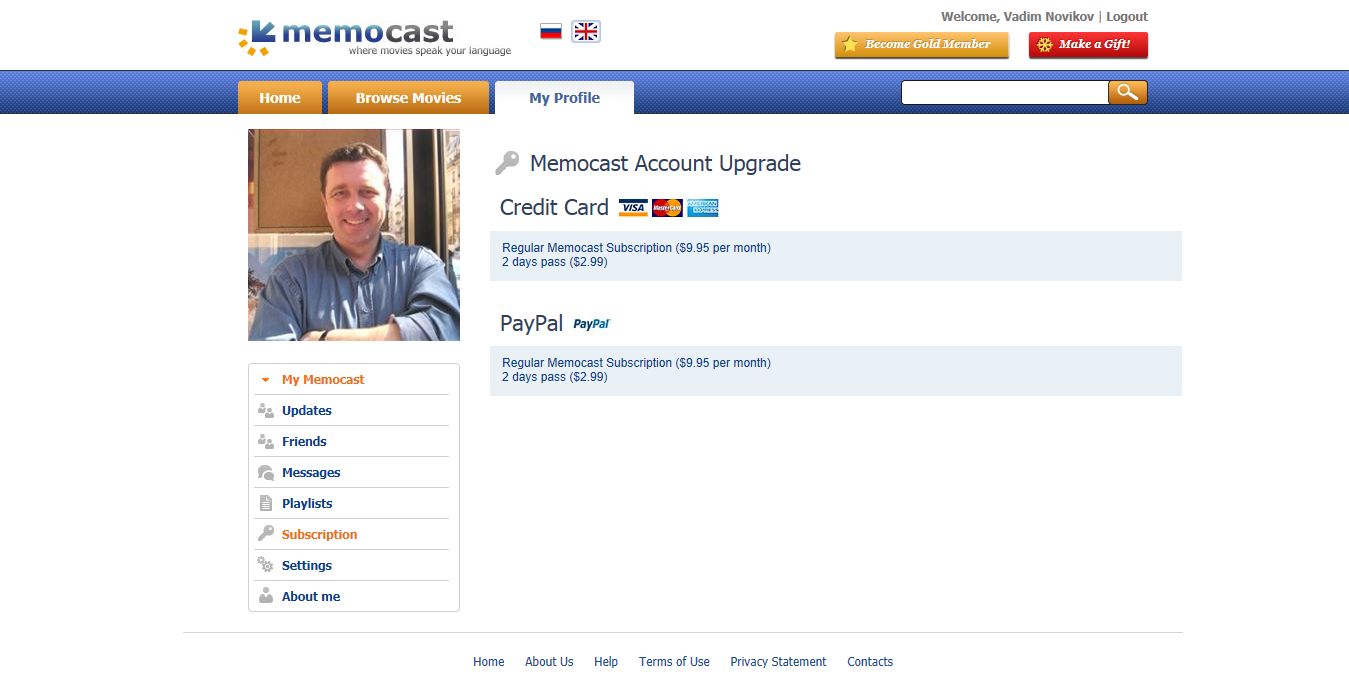 memocast
where movies speak your language
Welcome, Vadim Novikov | Logout
Become Gold Member
Make a Gift!
Home
Browse Movies
My Profile
Memocast Account Upgrade
Credit Card VISA MasterCard AMERICAN EXPRESS
Regular Memocast Subscription ($9.95 per month)
2 days pass ($2.99)
PayPal PayPal
Regular Memocast Subscription ($9.95 per month)
2 days pass ($2.99)
My Memocast
Updates
Friends
Messages
Playlists
Subscription
Settings
About me
Home About Us Help Terms of Use Privacy Statement Contacts